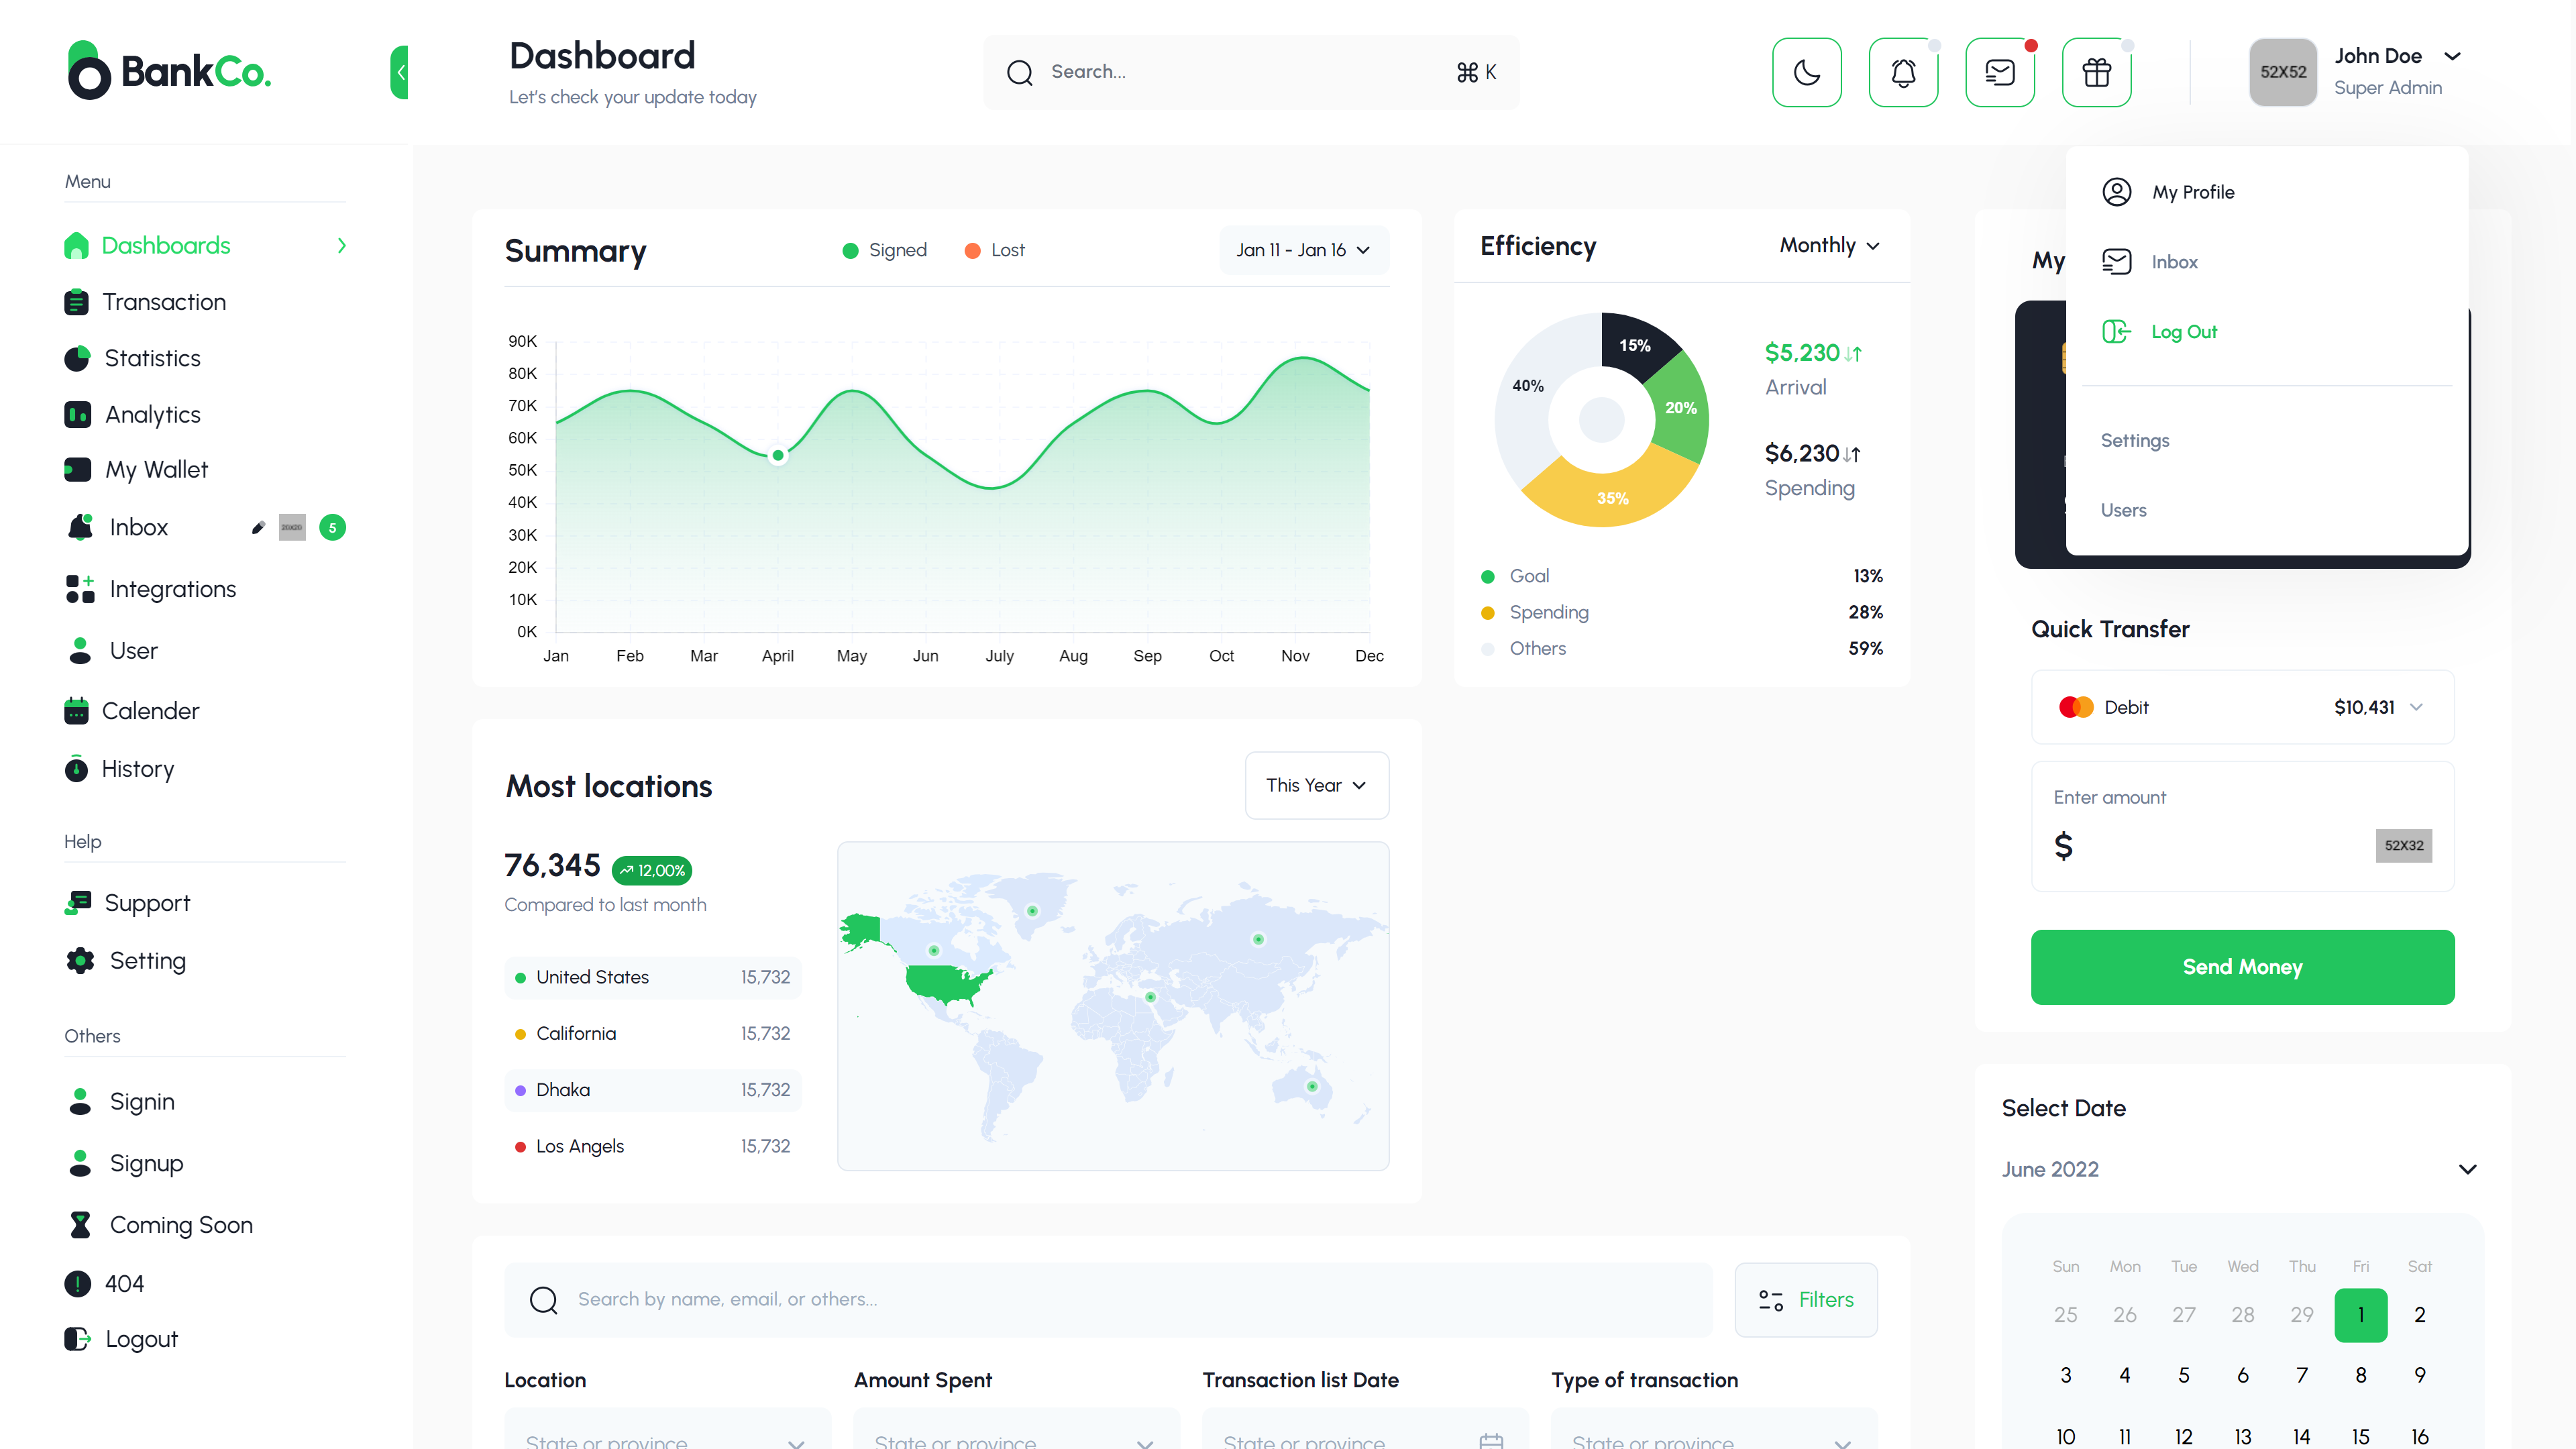 BankCo.
Dashboard
Let's check your update today
Search...
⌘ K
52X52
John Doe
Super Admin
Menu
Dashboards
Transaction
Statistics
Analytics
My Wallet
Inbox
20X20
5
Integrations
User
Calender
History
Help
Support
Setting
Others
Signin
Signup
Coming Soon
404
Logout
Summary
Signed
Lost
Jan 11 - Jan 16
90K
80K
70K
60K
50K
40K
30K
20K
10K
0K
Jan Feb Mar April May Jun July Aug Sep Oct Nov Dec
Efficiency
Monthly
15%
20%
35%
40%
$5,230
Arrival
$6,230
Spending
Goal 13%
Spending 28%
Others 59%
My
My Profile
Inbox
Log Out
Settings
Users
Quick Transfer
Debit $10,431
Enter amount
$
52X32
Send Money
Most locations
This Year
76,345
12,00%
Compared to last month
United States 15,732
California 15,732
Dhaka 15,732
Los Angels 15,732
Select Date
June 2022
Sun Mon Tue Wed Thu Fri Sat
25 26 27 28 29 1 2
3 4 5 6 7 8 9
10 11 12 13 14 15 16
Search by name, email, or others...
Filters
Location
Amount Spent
Transaction list Date
Type of transaction
State or province
State or province
State or province
State or province